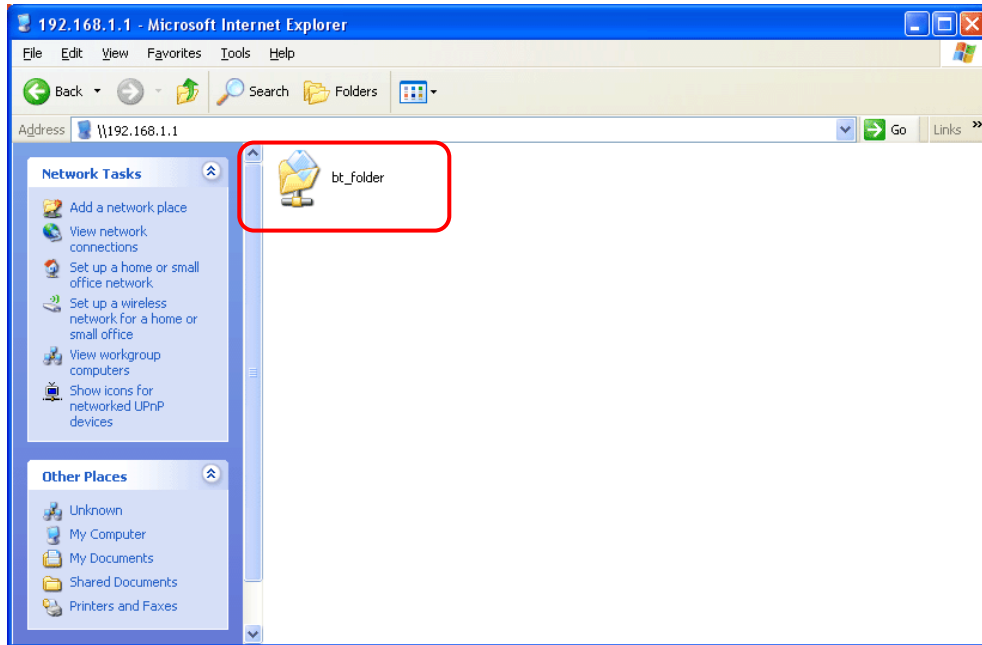 192.168.1.1 - Microsoft Internet Explorer
File Edit View Favorites Tools Help
Back Search Folders
Address \\192.168.1.1 Go Links »
Network Tasks
Add a network place
View network
connections
Set up a home or small
office network
Set up a wireless
network for a home or
small office
View workgroup
computers
Show icons for
networked UPnP
devices
Other Places
Unknown
My Computer
My Documents
Shared Documents
Printers and Faxes
bt_folder